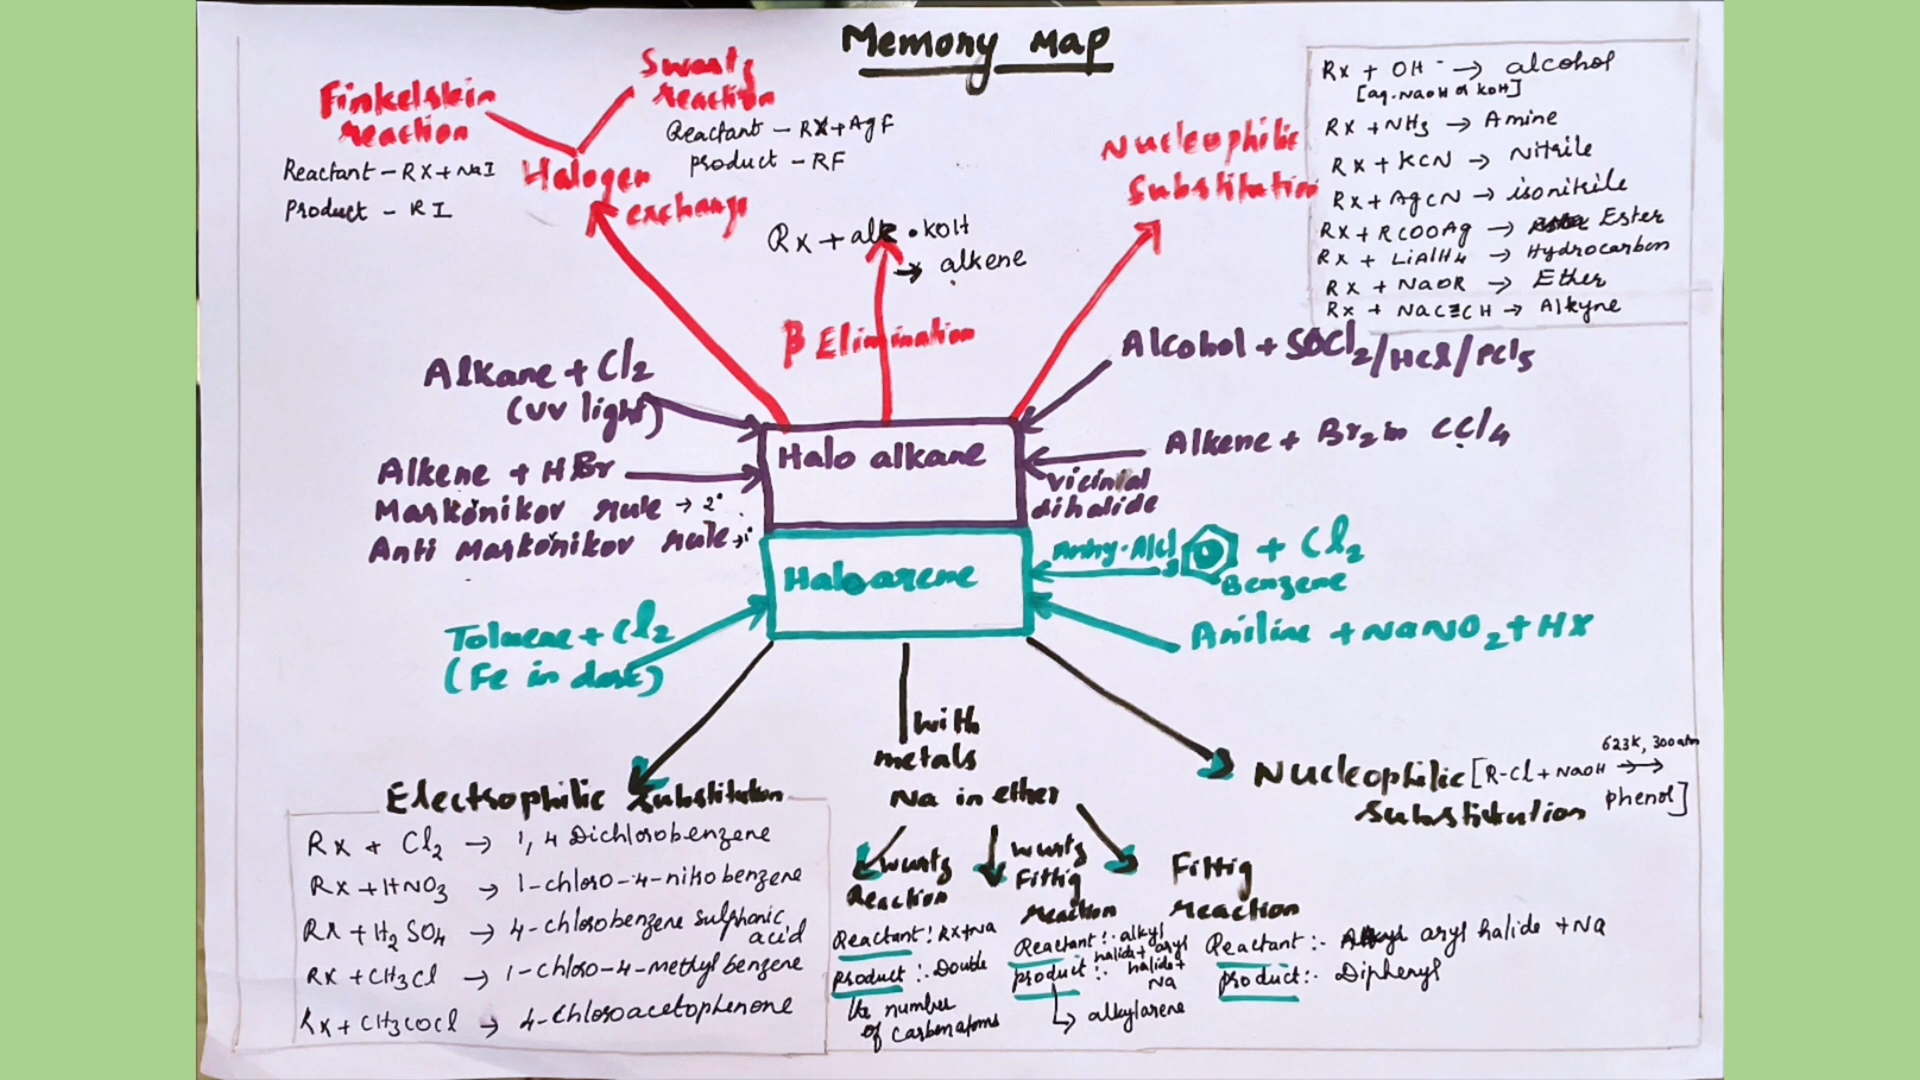 Memory Map
Finkelstein
reaction
Reactant - RX + NaI
Product - RI
Swartz
reaction
Reactant - RX + AgF
Product - RF
Halogen
exchange
Rx + alk • KOH
→ alkene
β Elimination
Nucleophilic
Substitution
Rx + OH⁻ → alcohol
[aq. NaOH or KOH]
Rx + NH3 → Amine
Rx + KCN → Nitrile
Rx + AgCN → isonitrile
Rx + RCOOAg → Ester
Rx + LiAlH4 → Hydrocarbon
Rx + NaOR → Ether
Rx + NaC≡CH → Alkyne
Alkane + Cl2
(UV light)
Alkene + HBr
Markonikov rule → 2°
Anti Markonikov rule → 1°
Alcohol + SOCl2/HCl/PCl5
Alkene + Br2 in CCl4
vicinial
dihalide
Halo alkane
Haloarene
Anhy. AlCl3
+ Cl2
Benzene
Aniline + NaNO2 + HX
Toluene + Cl2
(Fe in dark)
Electrophilic Substitution
Rx + Cl2 → 1,4 Dichlorobenzene
Rx + HNO3 → 1-chloro-4-nitrobenzene
Rx + H2SO4 → 4-chlorobenzene sulphonic
acid
Rx + CH3Cl → 1-chloro-4-methyl benzene
Rx + CH3COCl → 4-chloroacetophenone
with
metals
Na in ether
Wurtz
Reaction
Reactant: RX+Na
Product:. Double
the number
of carbon atoms
Wurtz
Fittig
reaction
Reactant:. alkyl
halide + aryl
halide +
Na
product:.
→ alkylarene
Fittig
reaction
Reactant:- aryl halide + Na
product:. Diphenyl
Nucleophilic
Substitution
[R-Cl + NaOH 623K, 300atm →→
phenol]